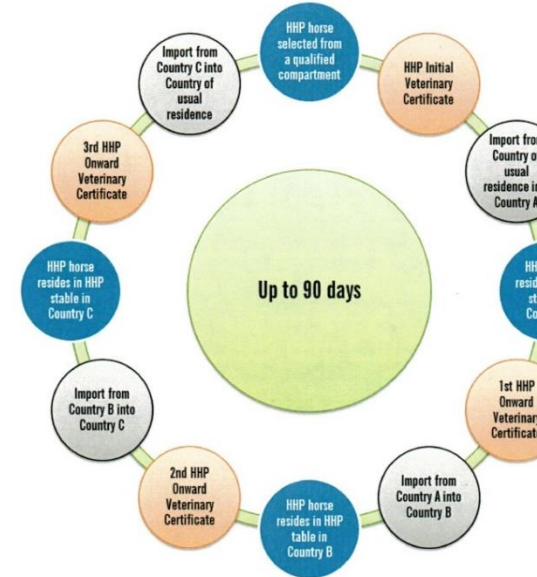 HHP horse
selected from
a qualified
compartment
HHP Initial
Veterinary
Certificate
Import from
Country of
usual
residence
Country A
1st HHP
Onward
Veterinary
Certificate
Import from
Country A into
Country B
HHP horse
resides in HHP
table in
Country B
2nd HHP
Onward
Veterinary
Certificate
Import from
Country B into
Country C
HHP horse
resides in HHP
stable in
Country C
3rd HHP
Onward
Veterinary
Certificate
Import from
Country C into
Country of
usual
residence
Up to 90 days